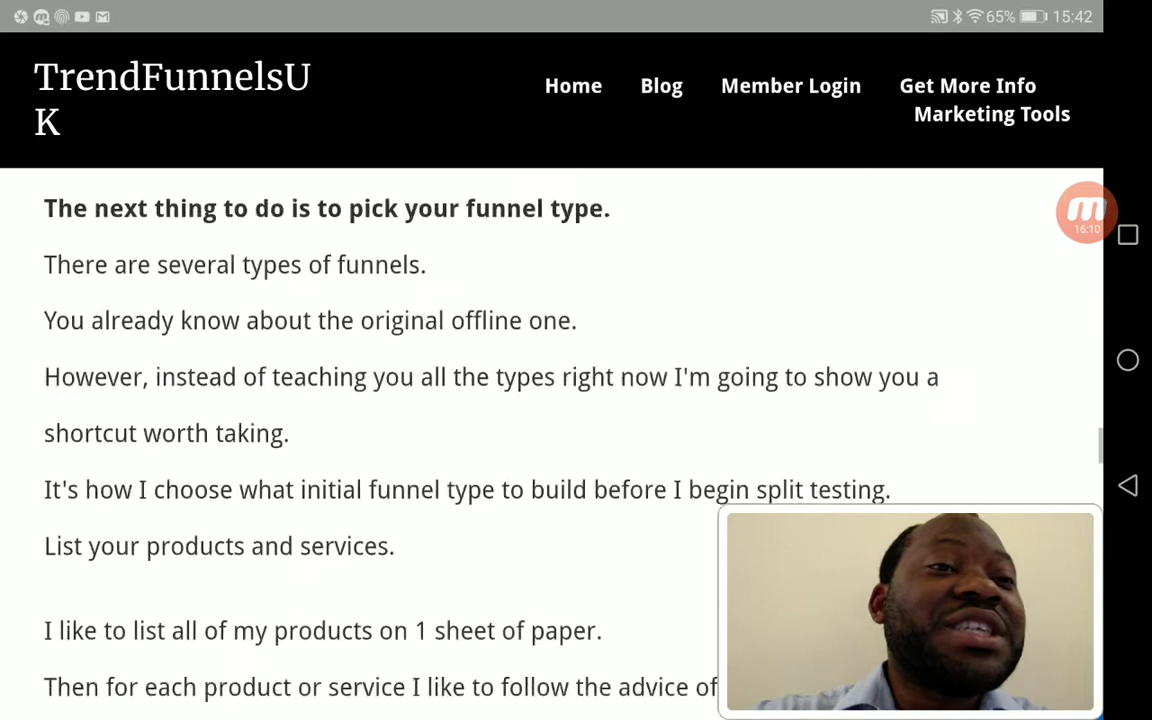 65% 15:42
TrendFunnelsU
K
Home Blog Member Login Get More Info
Marketing Tools
The next thing to do is to pick your funnel type.
There are several types of funnels.
16:10
You already know about the original offline one.
However, instead of teaching you all the types right now I'm going to show you a
shortcut worth taking.
It's how I choose what initial funnel type to build before I begin split testing.
List your products and services.
I like to list all of my products on 1 sheet of paper.
Then for each product or service I like to follow the advice of